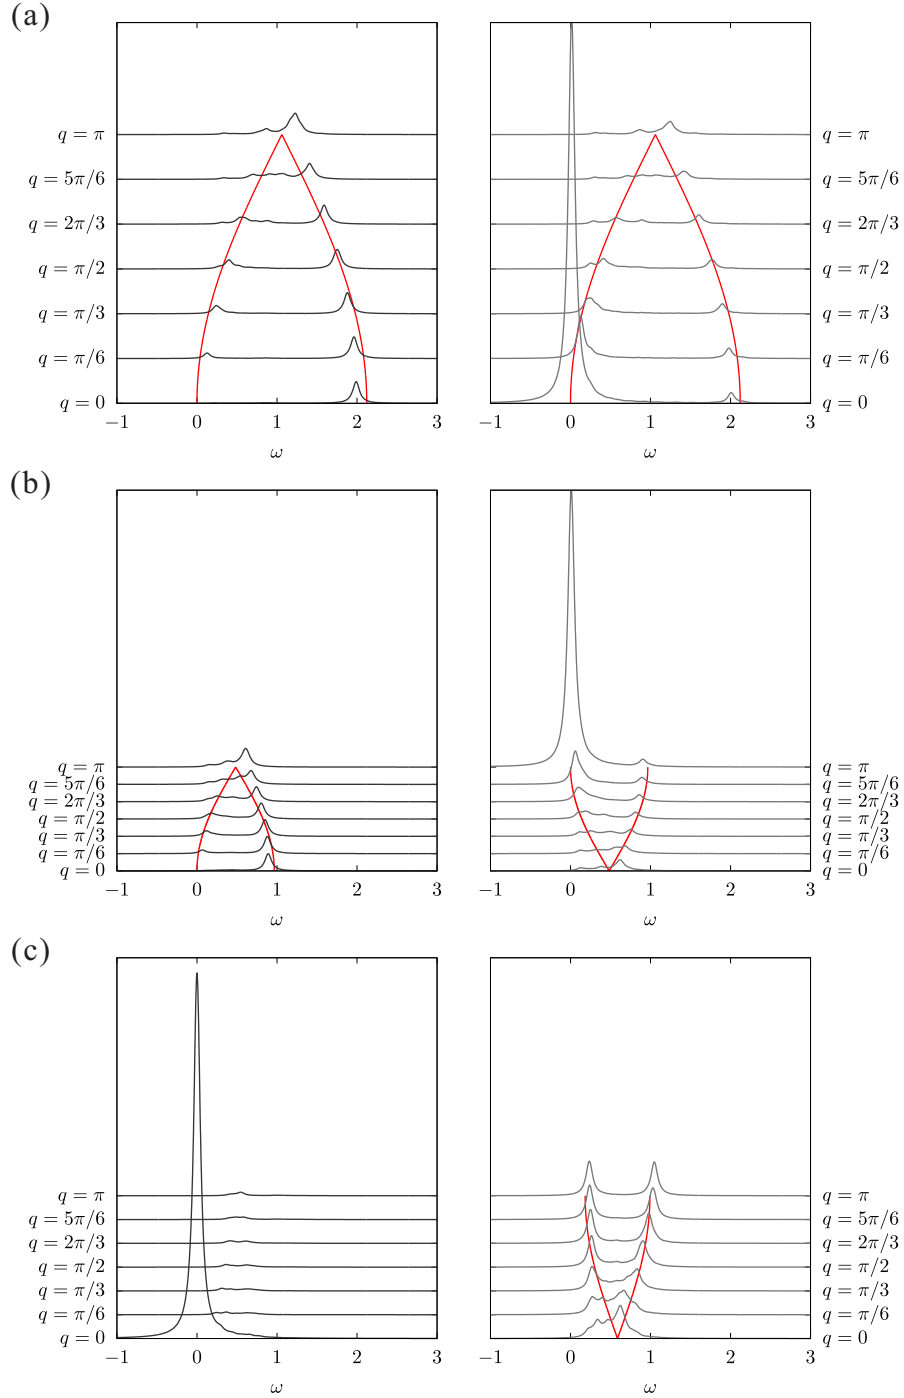 (a)
q = π
q = 5π/6
q = 2π/3
q = π/2
q = π/3
q = π/6
q = 0
−1 0 1 2 3
ω
q = π
q = 5π/6
q = 2π/3
q = π/2
q = π/3
q = π/6
q = 0
−1 0 1 2 3
ω
(b)
q = π
q = 5π/6
q = 2π/3
q = π/2
q = π/3
q = π/6
q = 0
−1 0 1 2 3
ω
q = π
q = 5π/6
q = 2π/3
q = π/2
q = π/3
q = π/6
q = 0
−1 0 1 2 3
ω
(c)
q = π
q = 5π/6
q = 2π/3
q = π/2
q = π/3
q = π/6
q = 0
−1 0 1 2 3
ω
q = π
q = 5π/6
q = 2π/3
q = π/2
q = π/3
q = π/6
q = 0
−1 0 1 2 3
ω